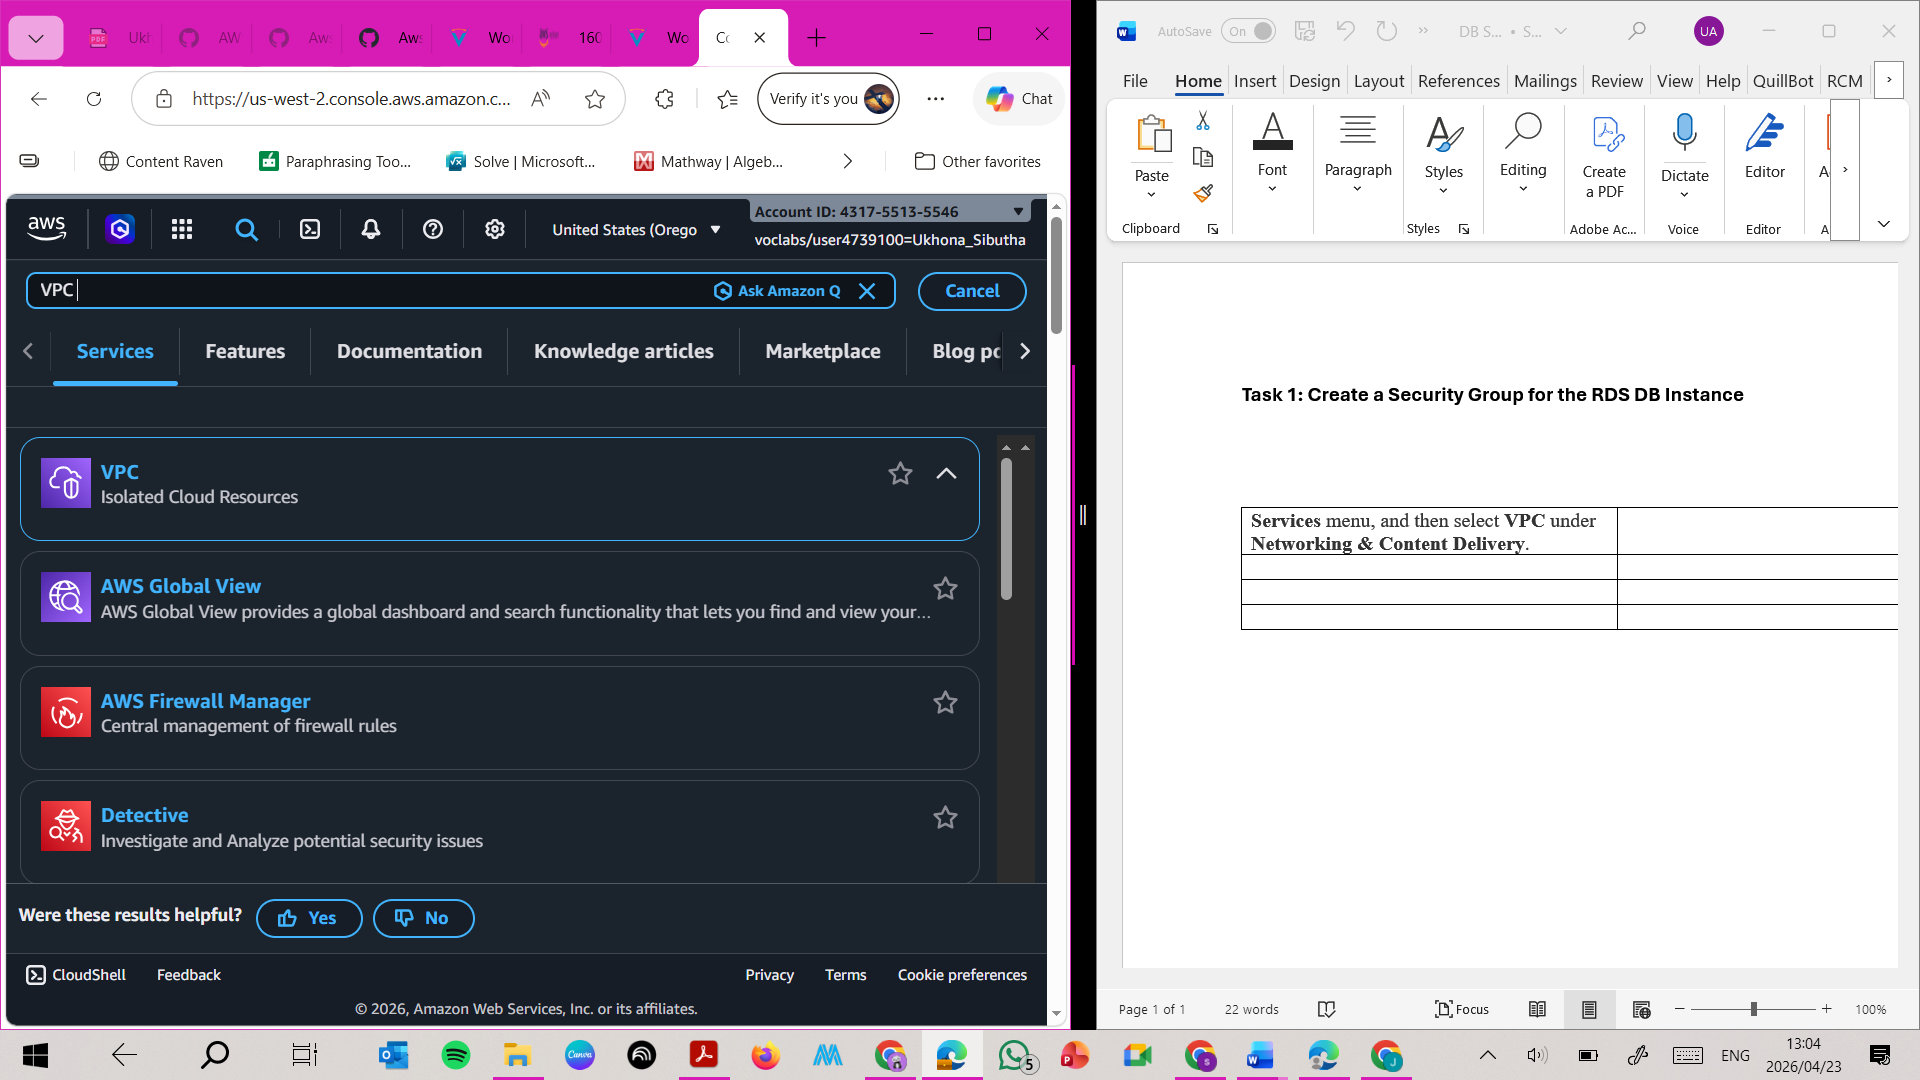 Ukh
AW
Aw
Aws
Wo
160
Wo
Co
https://us-west-2.console.aws.amazon.c...
Verify it's you
Chat
Content Raven
Paraphrasing Too...
Solve | Microsoft...
Mathway | Algeb...
Other favorites
aws
United States (Orego
Account ID: 4317-5513-5546
voclabs/user4739100=Ukhona_Sibutha
VPC
Ask Amazon Q
Cancel
Services
Features
Documentation
Knowledge articles
Marketplace
Blog po
VPC
Isolated Cloud Resources
AWS Global View
AWS Global View provides a global dashboard and search functionality that lets you find and view your...
AWS Firewall Manager
Central management of firewall rules
Detective
Investigate and Analyze potential security issues
Were these results helpful?
Yes
No
CloudShell
Feedback
Privacy
Terms
Cookie preferences
© 2026, Amazon Web Services, Inc. or its affiliates.
AutoSave
On
DB S... • S...
UA
File
Home
Insert
Design
Layout
References
Mailings
Review
View
Help
QuillBot
RCM
Paste
Font
Paragraph
Styles
Editing
Create
a PDF
Dictate
Editor
Clipboard
Styles
Adobe Ac...
Voice
Editor
Task 1: Create a Security Group for the RDS DB Instance
Services menu, and then select VPC under
Networking & Content Delivery.
Page 1 of 1
22 words
Focus
100%
Canva
5
ENG
13:04
2026/04/23